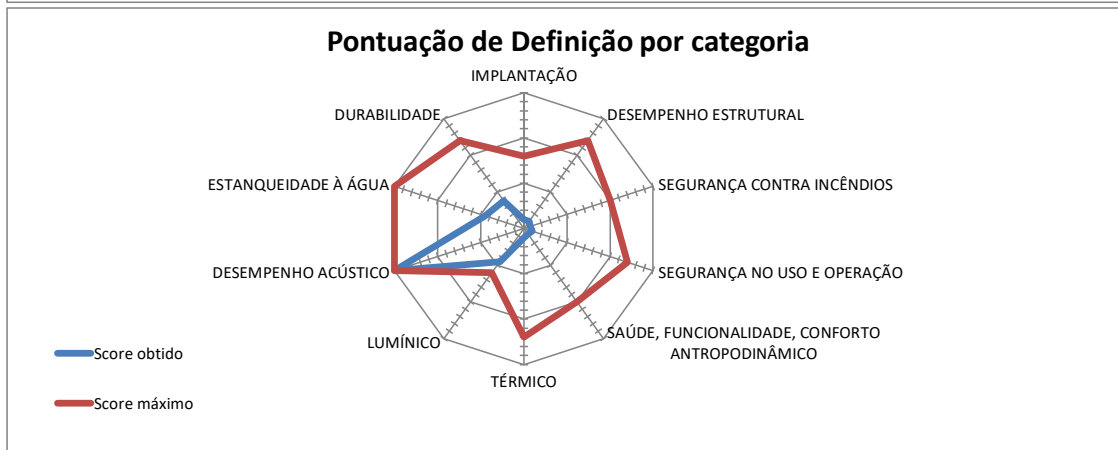 Pontuação de Definição por categoria
IMPLANTAÇÃO
DURABILIDADE
DESEMPENHO ESTRUTURAL
ESTANQUEIDADE À ÁGUA
SEGURANÇA CONTRA INCÊNDIOS
DESEMPENHO ACÚSTICO
SEGURANÇA NO USO E OPERAÇÃO
LUMÍNICO
SAÚDE, FUNCIONALIDADE, CONFORTO
ANTROPODINÂMICO
TÉRMICO
Score obtido
Score máximo